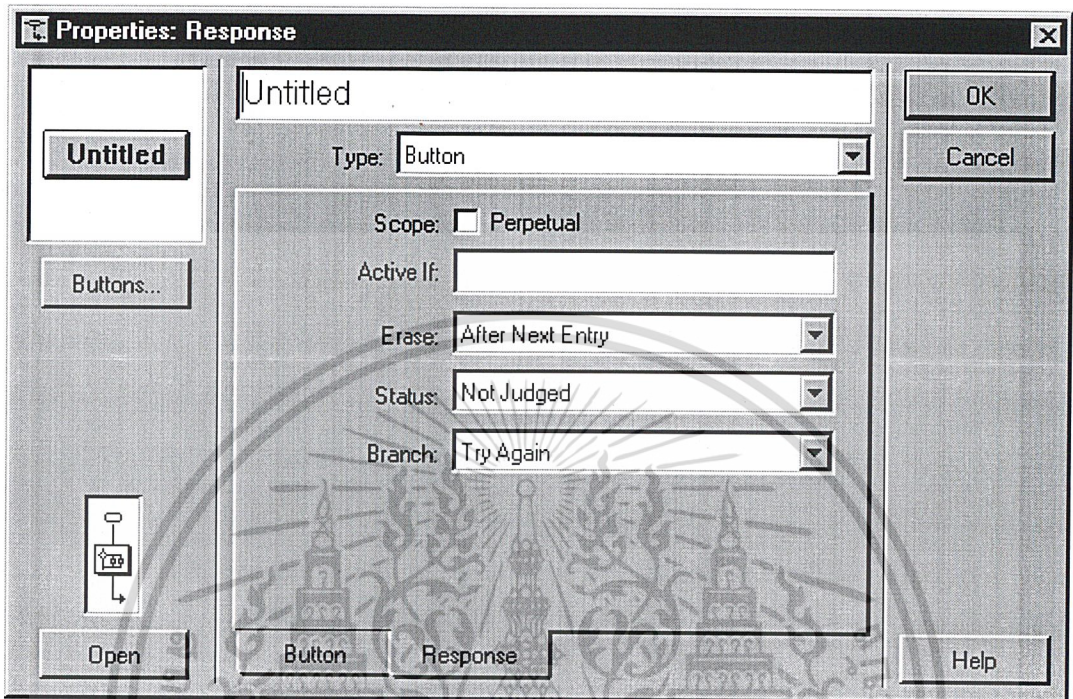 Properties: Response
Untitled
Untitled
Type: Button
OK
Cancel
Buttons...
Scope: Perpetual
Active If:
Erase: After Next Entry
Status: Not Judged
Branch: Try Again
Open
Button
Response
Help